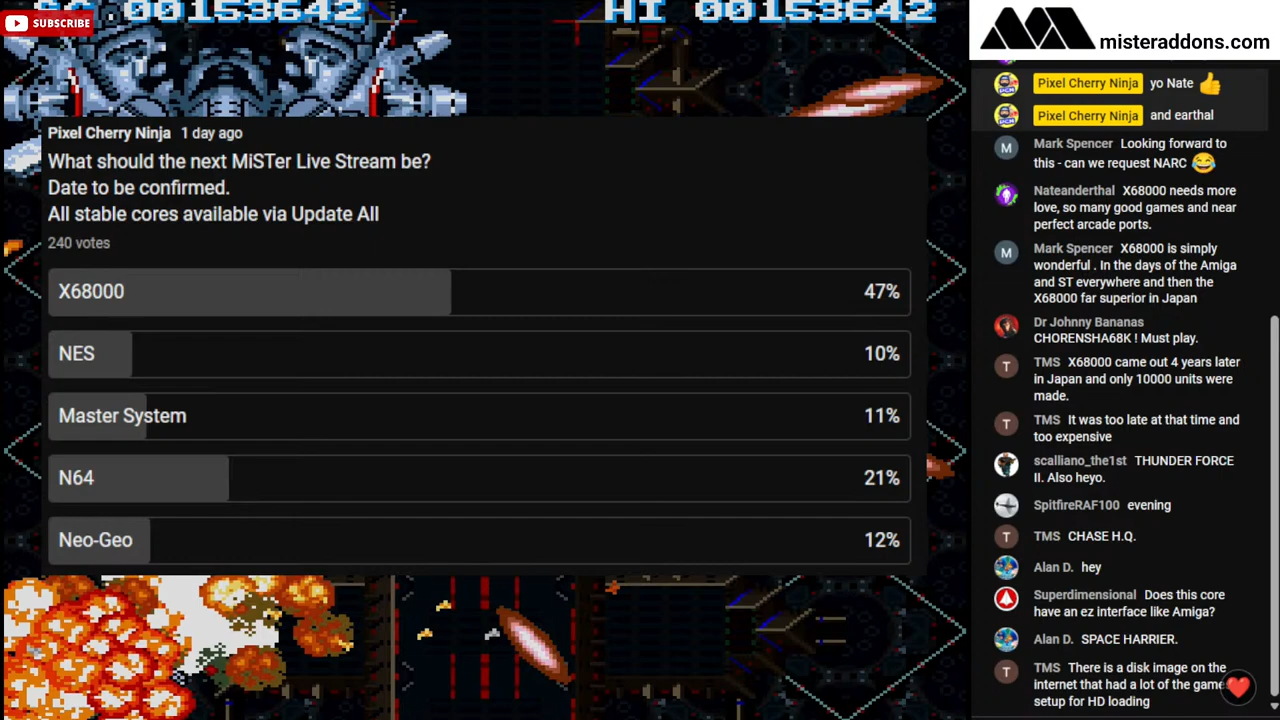 SC 00153642
HI 00153642
SUBSCRIBE
Pixel Cherry Ninja 1 day ago
What should the next MiSTer Live Stream be?
Date to be confirmed.
All stable cores available via Update All
240 votes
X68000 47%
NES 10%
Master System 11%
N64 21%
Neo-Geo 12%
misteraddons.com
Pixel Cherry Ninja yo Nate 👍
Pixel Cherry Ninja and earthal
Mark Spencer Looking forward to
this - can we request NARC 😂
Nateanderthal X68000 needs more
love, so many good games and near
perfect arcade ports.
Mark Spencer X68000 is simply
wonderful . In the days of the Amiga
and ST everywhere and then the
X68000 far superior in Japan
Dr Johnny Bananas
CHORENSHA68K ! Must play.
TMS X68000 came out 4 years later
in Japan and only 10000 units were
made.
TMS It was too late at that time and
too expensive
scalliano_the1st THUNDER FORCE
II. Also heyo.
SpitfireRAF100 evening
TMS CHASE H.Q.
Alan D. hey
Superdimensional Does this core
have an ez interface like Amiga?
Alan D. SPACE HARRIER.
TMS There is a disk image on the
internet that had a lot of the game
setup for HD loading